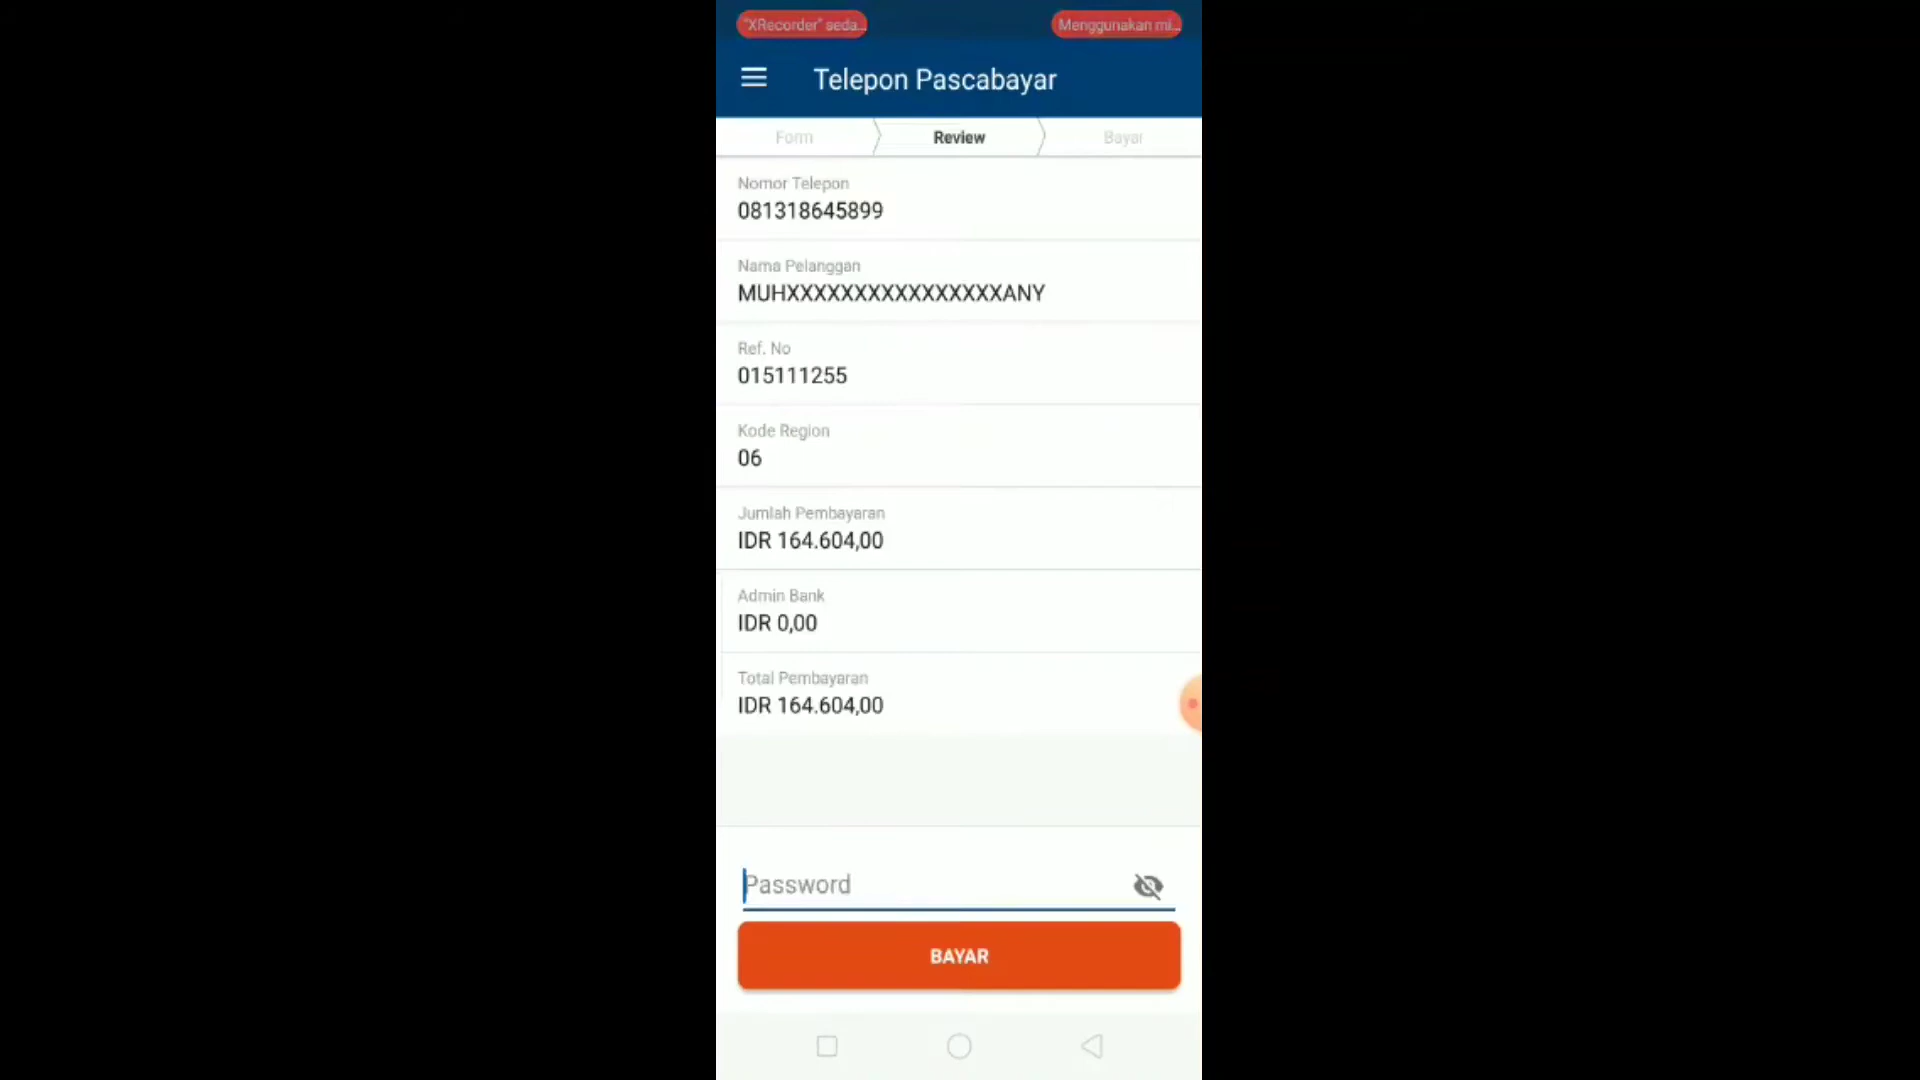 "XRecorder" seda...
Menggunakan mi...
Telepon Pascabayar
Form
Review
Bayar
Nomor Telepon
081318645899
Nama Pelanggan
MUHXXXXXXXXXXXXXXXXANY
Ref. No
015111255
Kode Region
06
Jumlah Pembayaran
IDR 164.604,00
Admin Bank
IDR 0,00
Total Pembayaran
IDR 164.604,00
Password
BAYAR